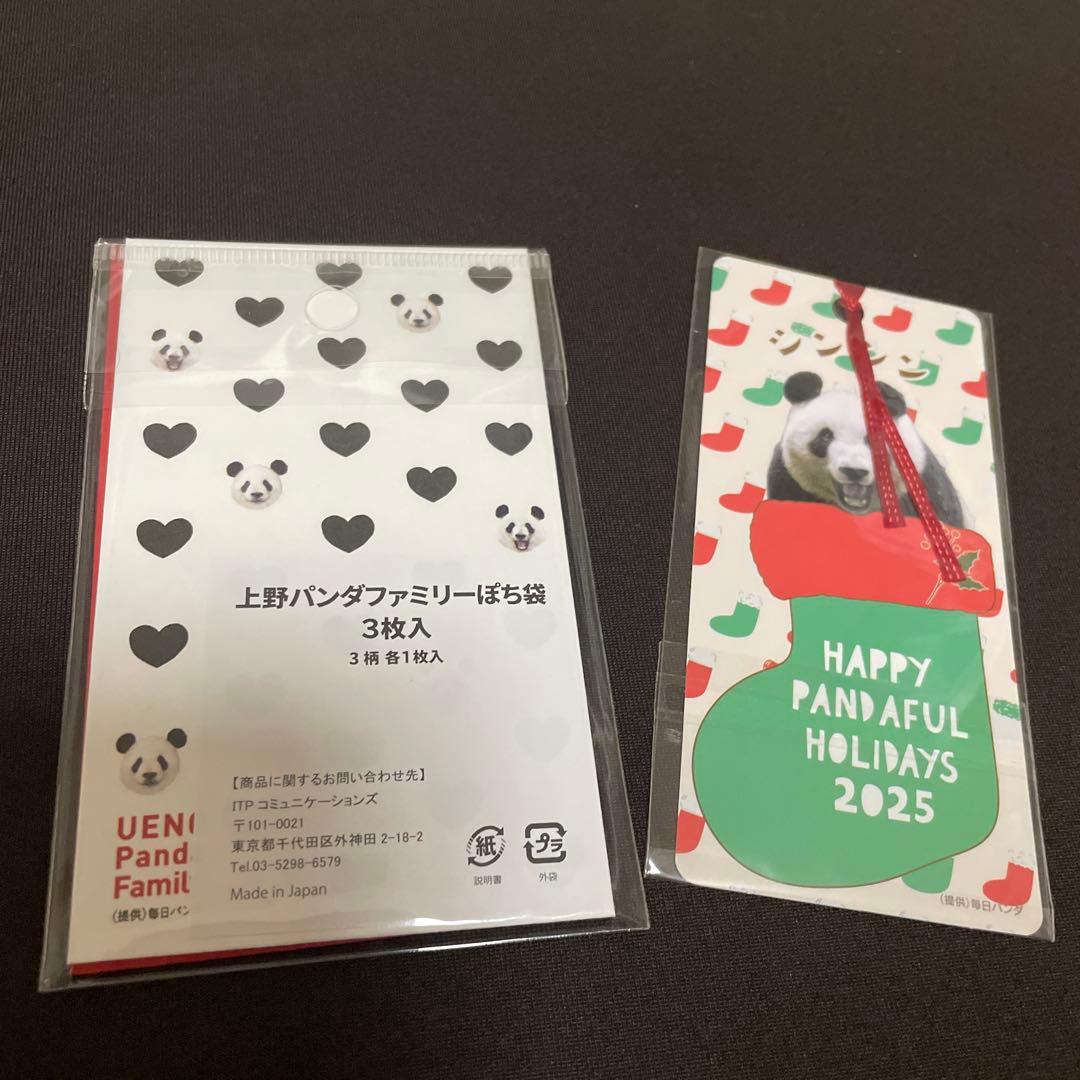 上野パンダファミリーぽち袋
3枚入
3 柄 各1枚入
【商品に関するお問い合わせ先】
ITP コミュニケーションズ
〒101-0021
東京都千代田区外神田 2-18-2
Tel.03-5298-6579
Made in Japan
紙
説明書
プラ
外袋
UEN
Pand
Famil
(提供)毎日パン
シンシン
HAPPY
PANDAFUL
HOLIDAYS
2025
(提供)毎日パンダ